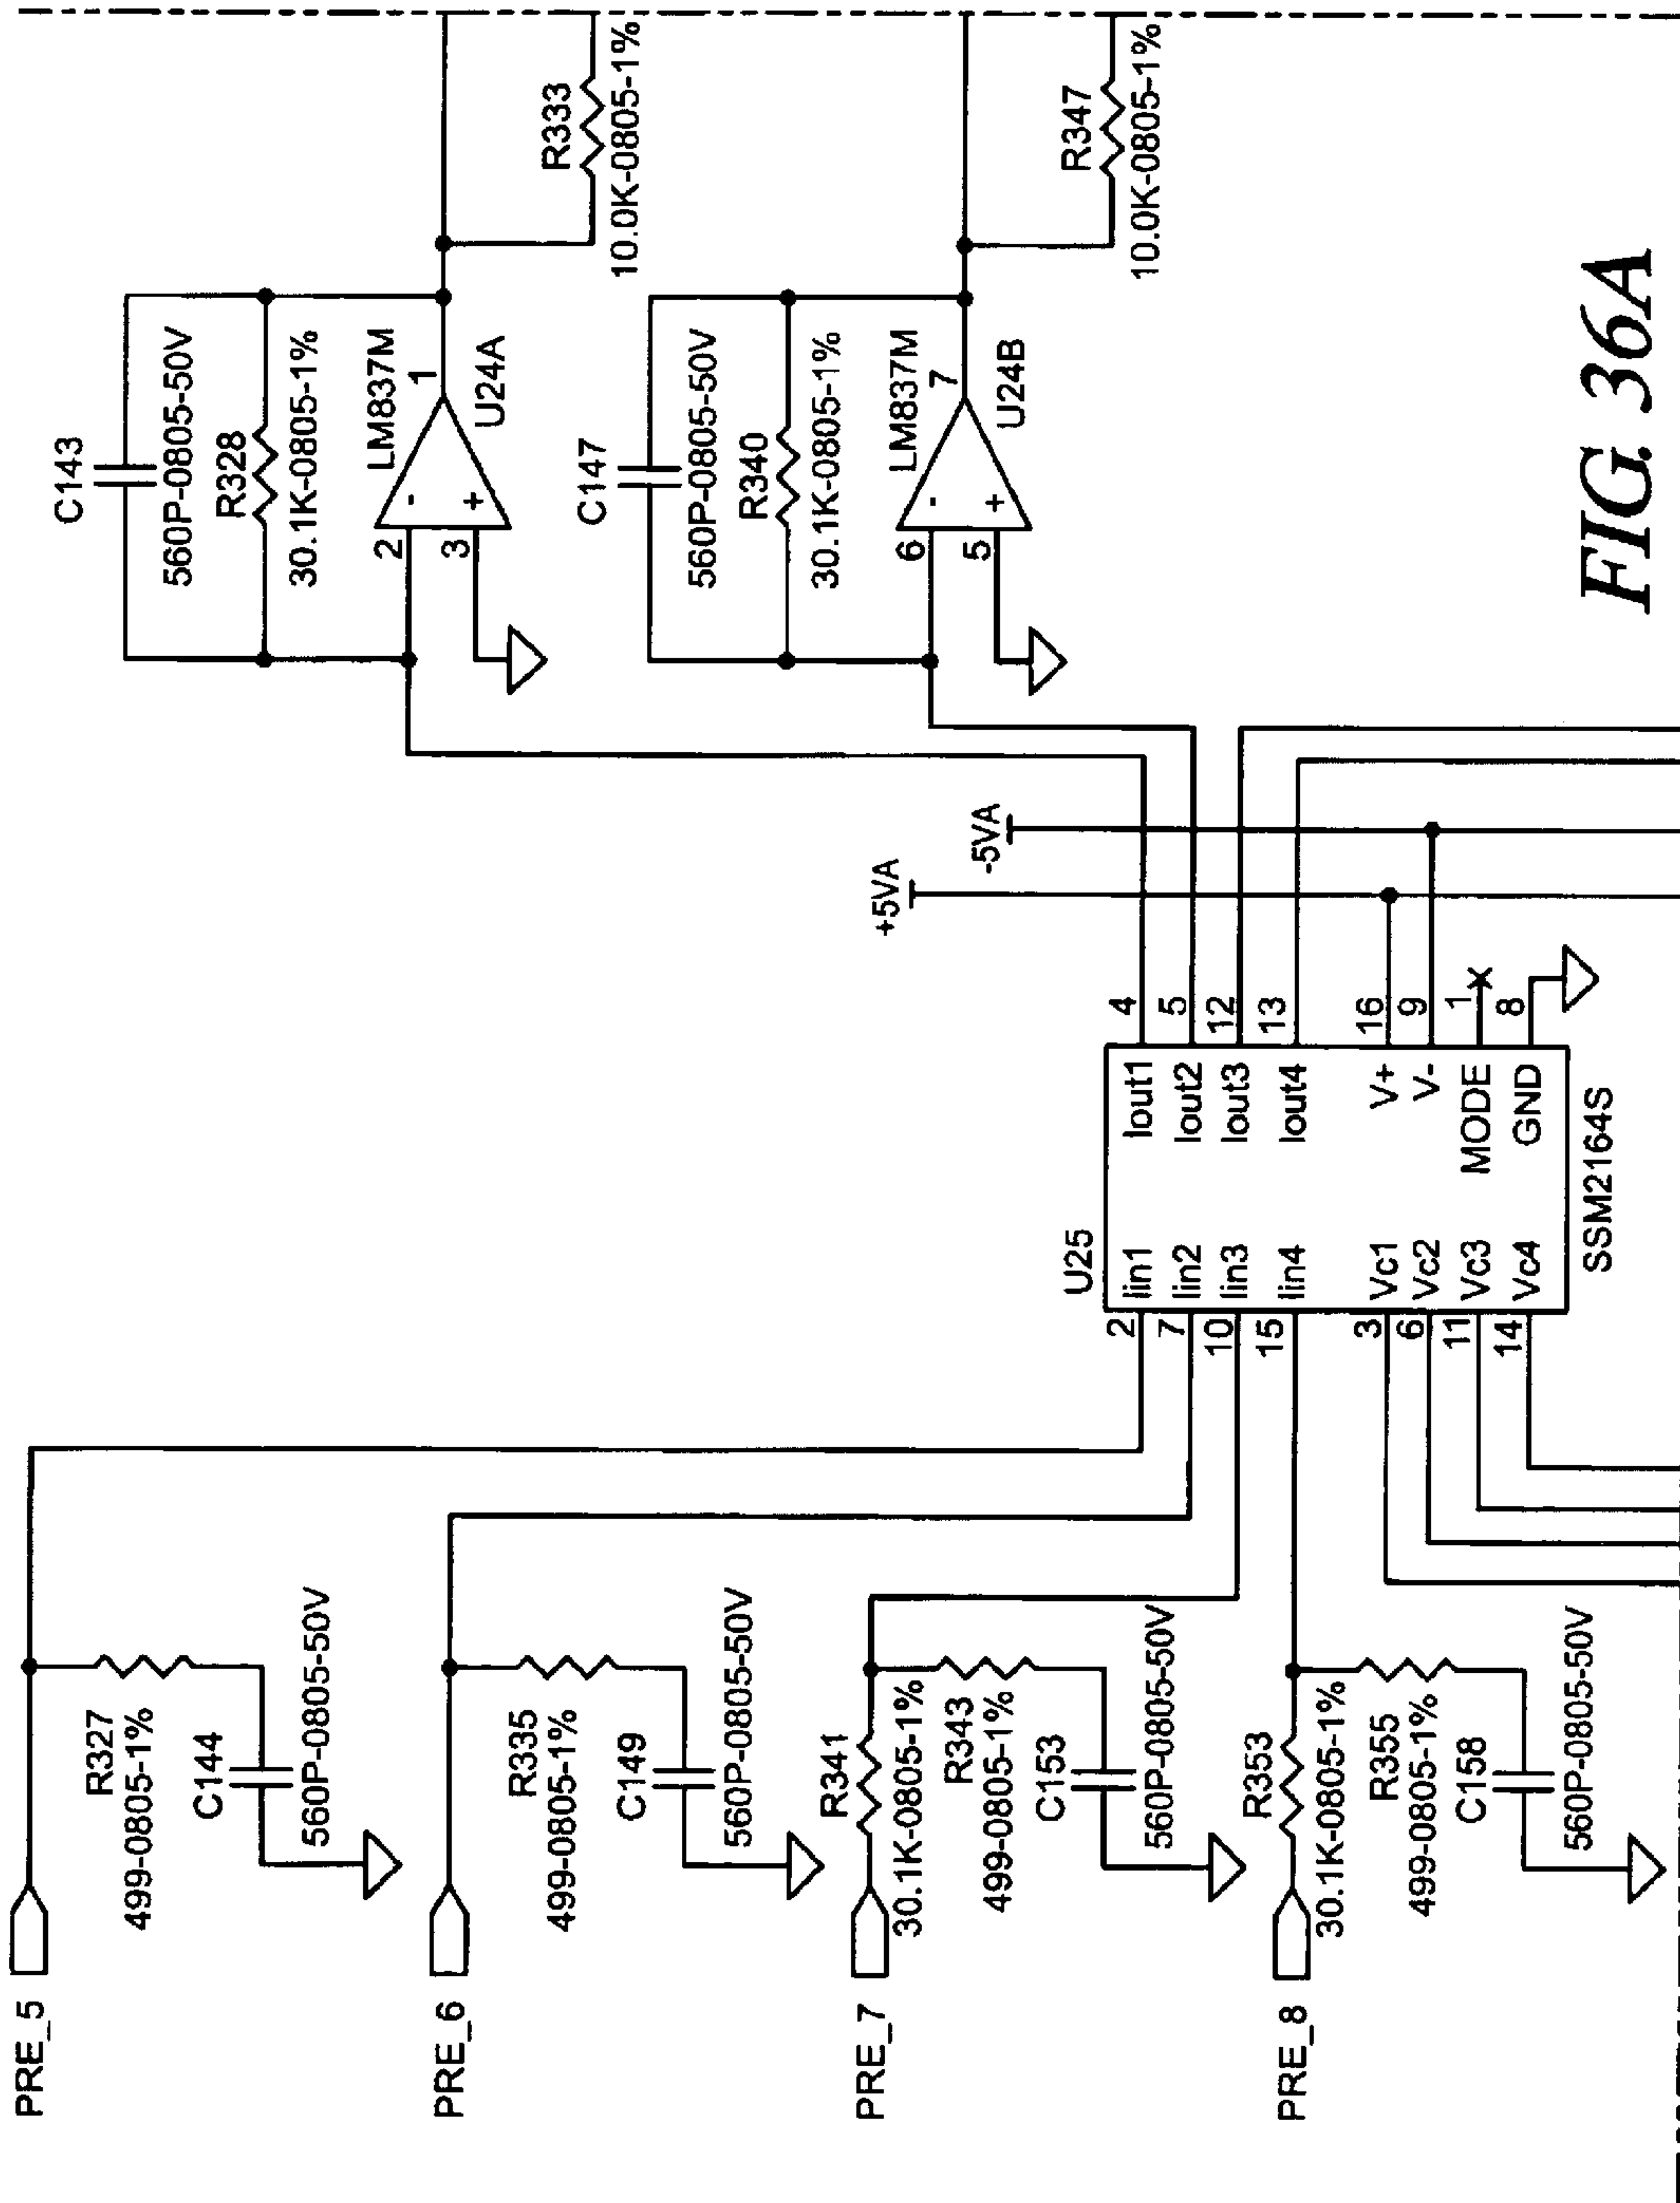 PRE_5
R327
499-0805-1%
C144
560P-0805-50V
PRE_6
R335
499-0805-1%
C149
560P-0805-50V
PRE_7
R341
30.1K-0805-1%
R343
499-0805-1%
C153
560P-0805-50V
PRE_8
R353
30.1K-0805-1%
R355
499-0805-1%
C158
560P-0805-50V
U25
2 Iin1 Iout1 4
7 Iin2 Iout2 5
10 Iin3 Iout3 12
15 Iin4 Iout4 13
3 Vc1 V+ 16
6 Vc2 V- 9
11 Vc3 MODE 1
14 Vc4 GND 8
SSM2164S
+5VA
-5VA
C143
560P-0805-50V
R328
30.1K-0805-1%
LM837M
2 - 1
3 +
U24A
R333
10.0K-0805-1%
C147
560P-0805-50V
R340
30.1K-0805-1%
LM837M
6 - 7
5 +
U24B
R347
10.0K-0805-1%
FIG. 36A